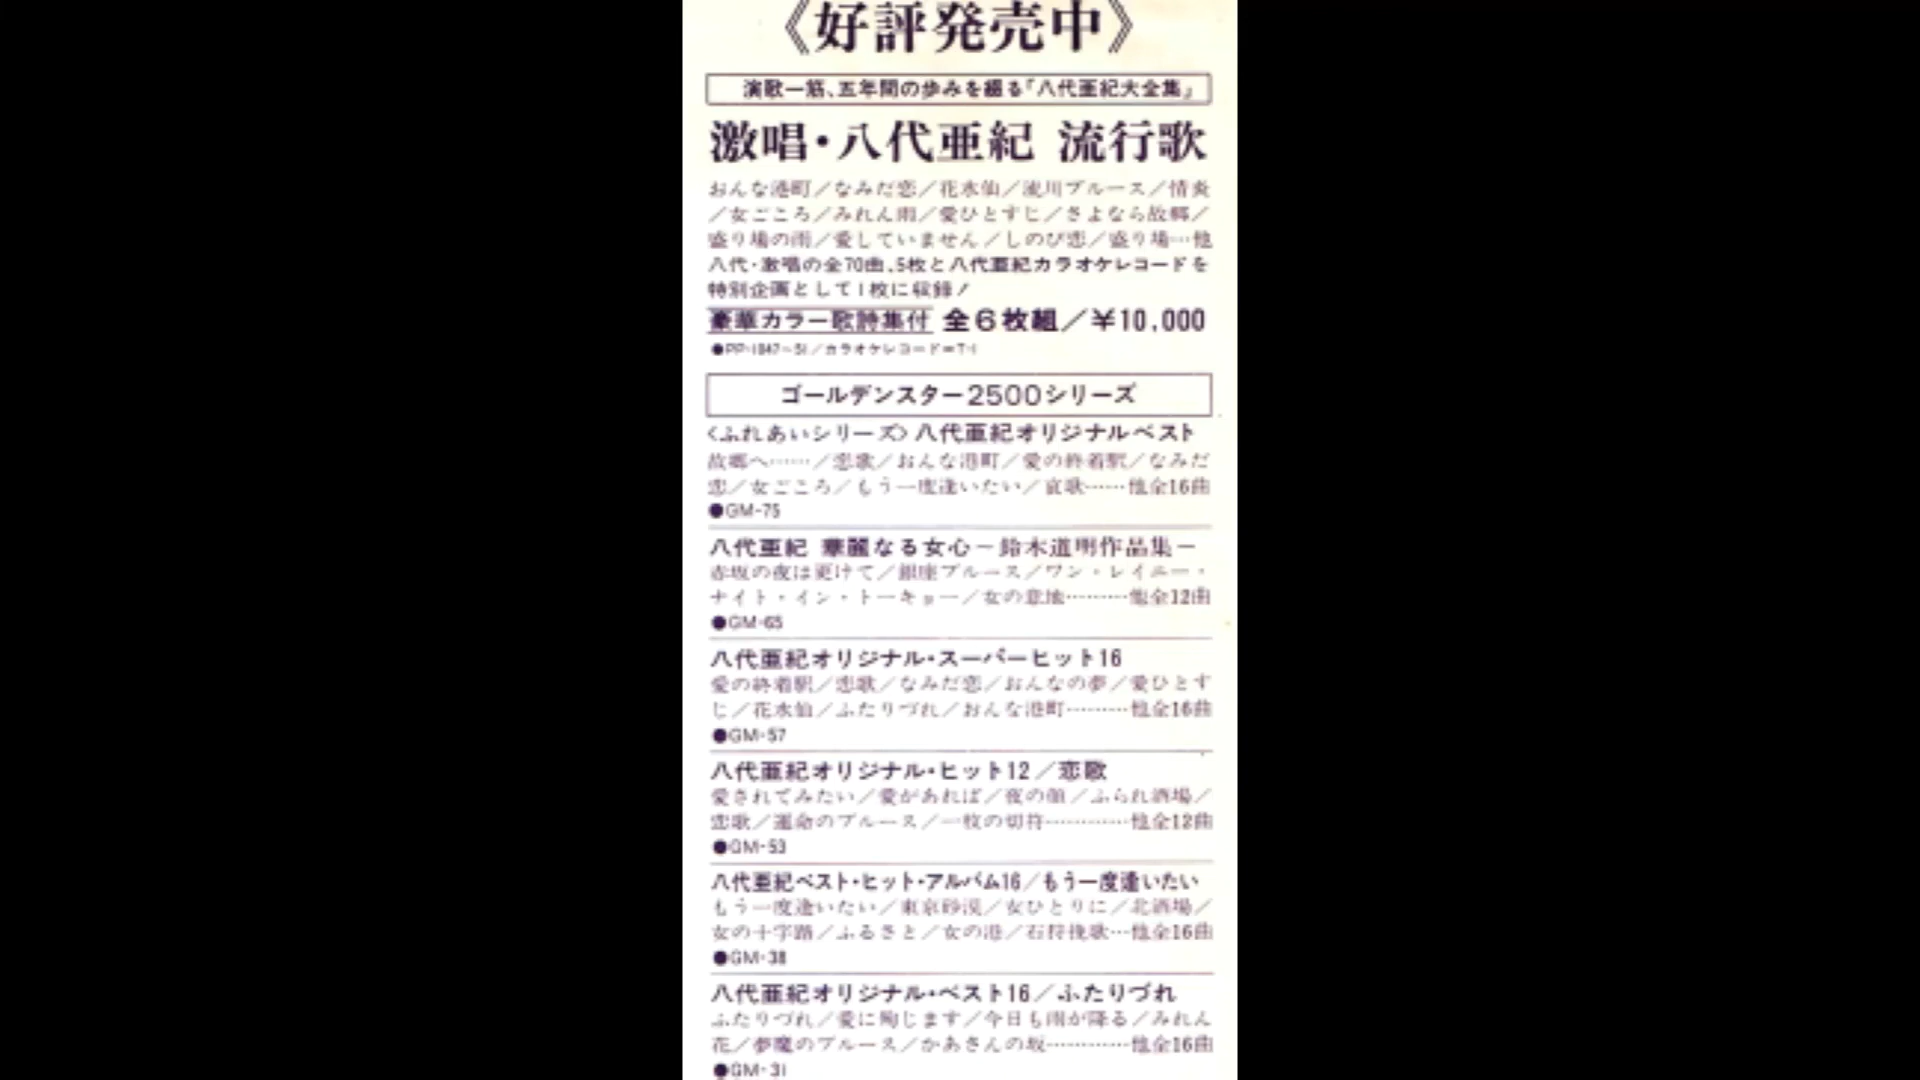 《好評発売中》
演歌一筋、五年間の歩みを綴る「八代亜紀大全集」
激唱・八代亜紀 流行歌
おんな港町／なみだ恋／花水仙／流川ブルース／情炎
／女ごころ／みれん雨／愛ひとすじ／さよなら故郷／
盛り場の雨／愛していません／しのび恋／盛り場…他
八代・激唱の全70曲、5枚と八代亜紀カラオケレコードを
特別企画として1枚に収録！
豪華カラー歌詩集付 全6枚組／￥10,000
●PP-1047~51／カラオケレコード=T-1
ゴールデンスター2500シリーズ
〈ふれあいシリーズ〉八代亜紀オリジナルベスト
故郷へ……／恋歌／おんな港町／愛の終着駅／なみだ
恋／女ごころ／もう一度逢いたい／哀歌……他全16曲
●GM-75
八代亜紀 華麗なる女心－鈴木道明作品集－
赤坂の夜は更けて／銀座ブルース／ワン・レイニー・
ナイト・イン・トーキョー／女の意地………他全12曲
●GM-65
八代亜紀オリジナル・スーパーヒット16
愛の終着駅／恋歌／なみだ恋／おんなの夢／愛ひとす
じ／花水仙／ふたりづれ／おんな港町………他全16曲
●GM-57
八代亜紀オリジナル・ヒット12／恋歌
愛されてみたい／愛があれば／夜の顔／ふられ酒場／
恋歌／運命のブルース／一枚の切符…………他全12曲
●GM-53
八代亜紀ベスト・ヒット・アルバム16／もう一度逢いたい
もう一度逢いたい／東京砂漠／女ひとりに／北酒場／
女の十字路／ふるさと／女の港／石狩挽歌…他全16曲
●GM-38
八代亜紀オリジナル・ベスト16／ふたりづれ
ふたりづれ／愛に殉じます／今日も雨が降る／みれん
花／夢魔のブルース／かあさんの坂…………他全16曲
●GM-31